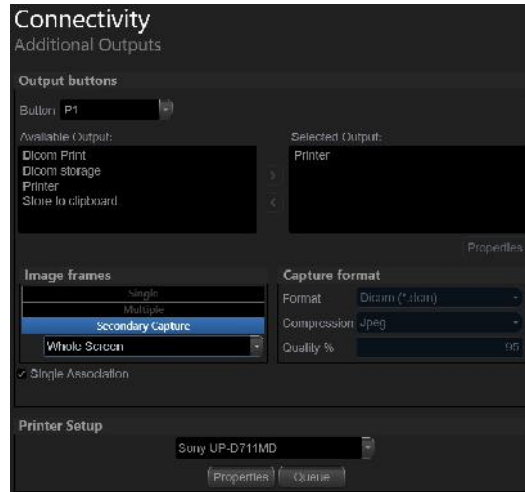 Connectivity
Additional Outputs
Output buttons
Button P1
Available Output:
Dicom Print
Dicom storage
Printer
Store to clipboard
Selected Output:
Printer
>
<
Properties
Image frames
Single
Multiple
Secondary Capture
Whole Screen
Single Association
Capture format
Format Dicom (*.dcm)
Compression Jpeg
Quality % 95
Printer Setup
Sony UP-D711MD
Properties Queue